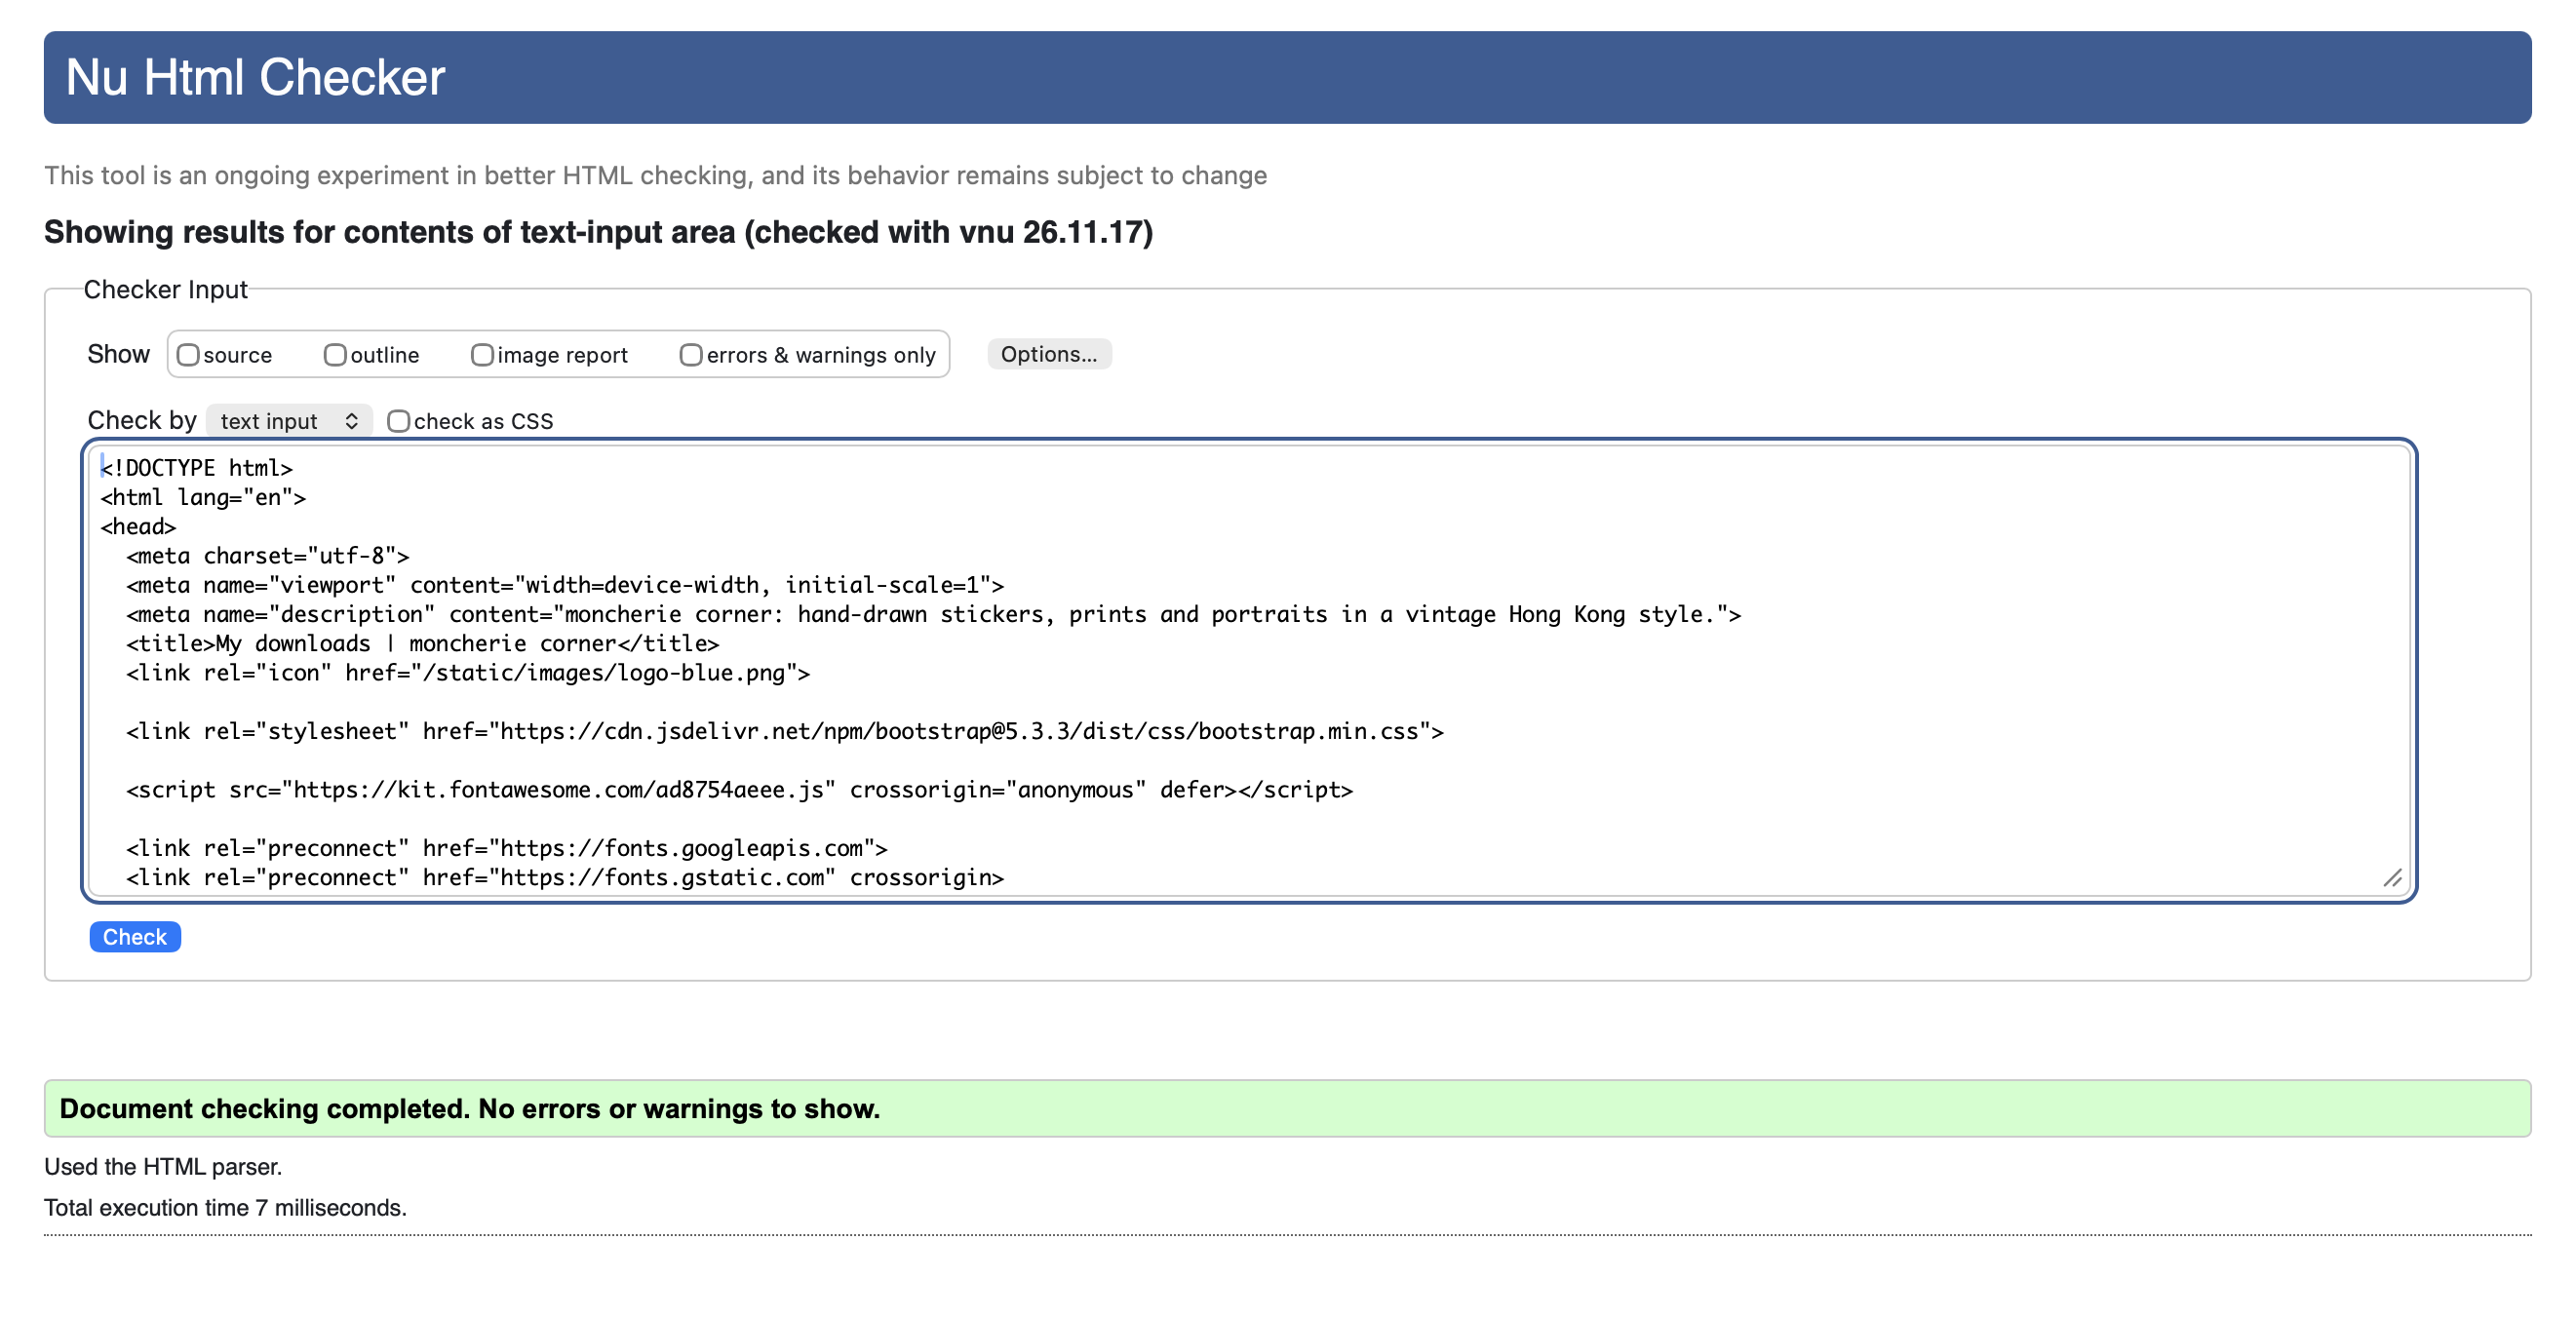 Nu Html Checker
This tool is an ongoing experiment in better HTML checking, and its behavior remains subject to change
Showing results for contents of text-input area (checked with vnu 26.11.17)
Checker Input
Show source outline image report errors & warnings only Options...
Check by text input check as CSS
<!DOCTYPE html>
<html lang="en">
<head>
  <meta charset="utf-8">
  <meta name="viewport" content="width=device-width, initial-scale=1">
  <meta name="description" content="moncherie corner: hand-drawn stickers, prints and portraits in a vintage Hong Kong style.">
  <title>My downloads | moncherie corner</title>
  <link rel="icon" href="/static/images/logo-blue.png">
  <link rel="stylesheet" href="https://cdn.jsdelivr.net/npm/bootstrap@5.3.3/dist/css/bootstrap.min.css">
  <script src="https://kit.fontawesome.com/ad8754aeee.js" crossorigin="anonymous" defer></script>
  <link rel="preconnect" href="https://fonts.googleapis.com">
  <link rel="preconnect" href="https://fonts.gstatic.com" crossorigin>
Check
Document checking completed. No errors or warnings to show.
Used the HTML parser.
Total execution time 7 milliseconds.